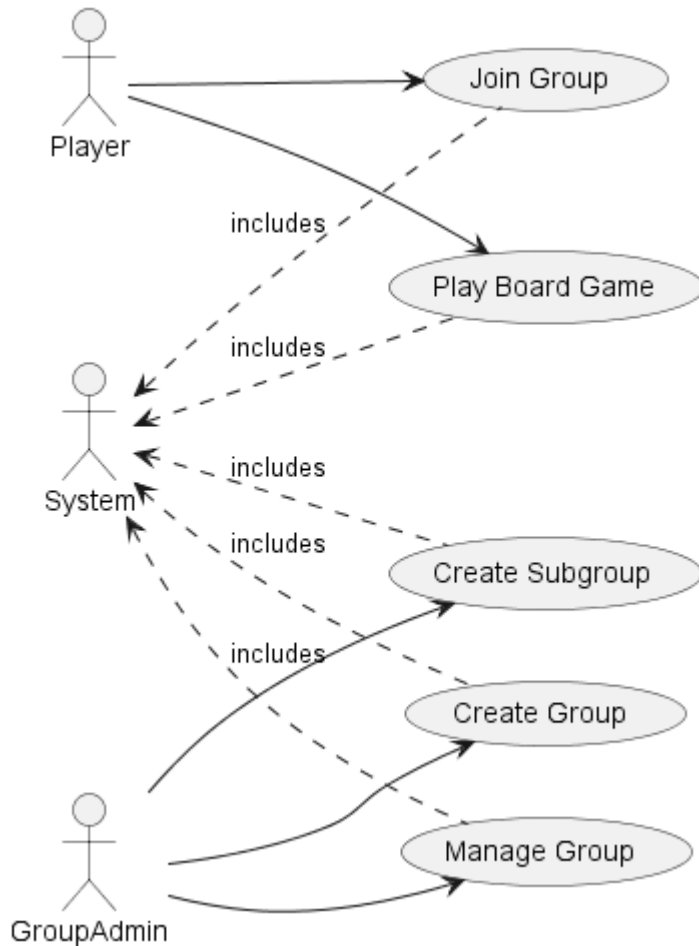 Join Group
Player
includes
Play Board Game
includes
System
includes
includes
Create Subgroup
includes
Create Group
Manage Group
GroupAdmin